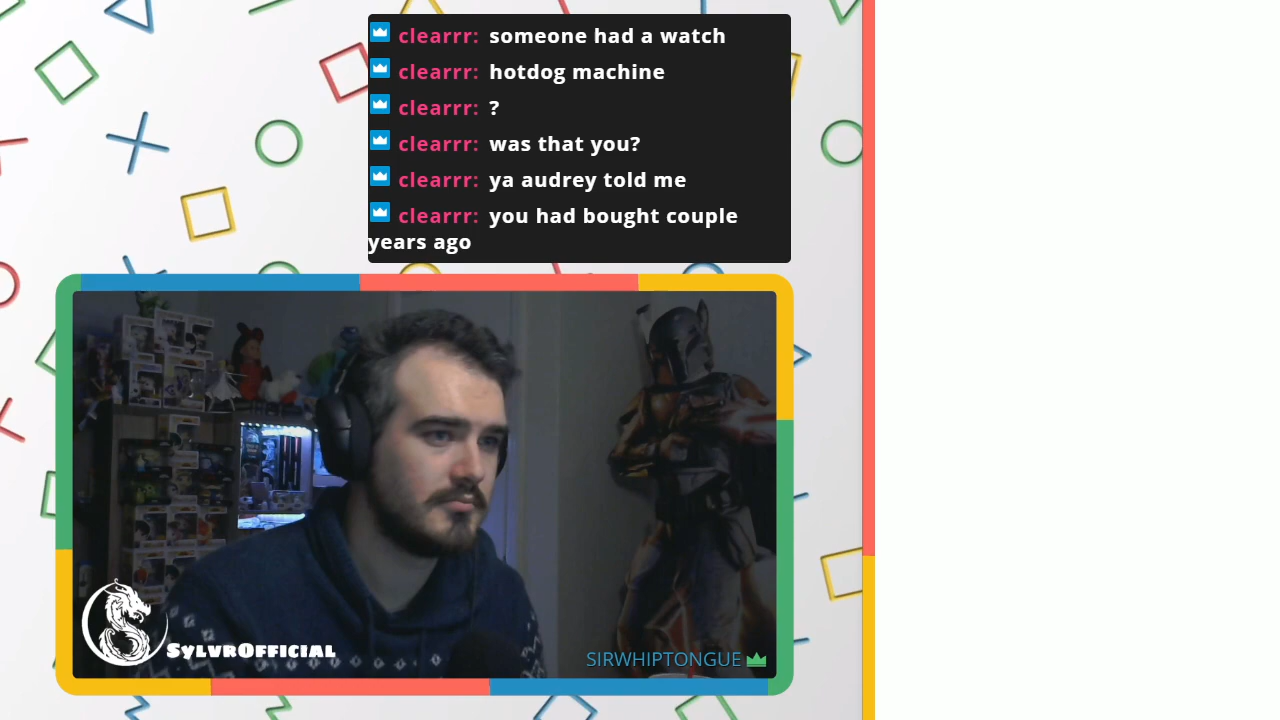 clearrr: someone had a watch
clearrr: hotdog machine
clearrr: ?
clearrr: was that you?
clearrr: ya audrey told me
clearrr: you had bought couple
years ago
SylvrOfficial
SIRWHIPTONGUE